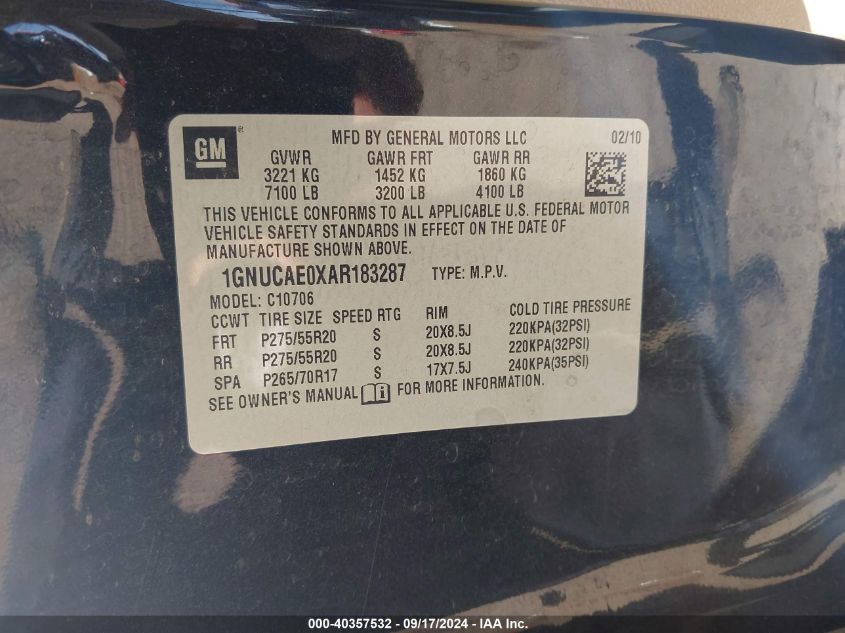 GM ®
MFD BY GENERAL MOTORS LLC 02/10
GVWR GAWR FRT GAWR RR
3221 KG 1452 KG 1860 KG
7100 LB 3200 LB 4100 LB
THIS VEHICLE CONFORMS TO ALL APPLICABLE U.S. FEDERAL MOTOR
VEHICLE SAFETY STANDARDS IN EFFECT ON THE DATE OF
MANUFACTURE SHOWN ABOVE.
1GNUCAE0XAR183287 TYPE: M.P.V.
MODEL: C10706
CCWT TIRE SIZE SPEED RTG RIM COLD TIRE PRESSURE
FRT P275/55R20 S 20X8.5J 220KPA(32PSI)
RR P275/55R20 S 20X8.5J 220KPA(32PSI)
SPA P265/70R17 S 17X7.5J 240KPA(35PSI)
SEE OWNER'S MANUAL i FOR MORE INFORMATION.
000-40357532 - 09/17/2024 - IAAI.COM